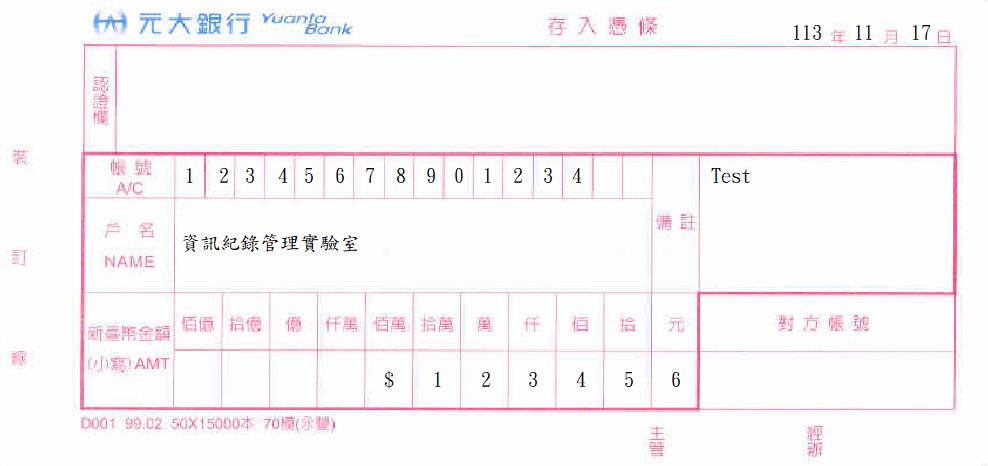 元大銀行 Yuanta Bank
存入憑條
113 年 11 月 17 日
認證欄
裝訂線
帳號 A/C 1 2 3 4 5 6 7 8 9 0 1 2 3 4
備註 Test
戶名 NAME 資訊紀錄管理實驗室
新臺幣金額 (小寫) AMT
佰億 拾億 億 仟萬 佰萬 拾萬 萬 仟 佰 拾 元
$ 1 2 3 4 5 6
對方帳號
D001 99.02 50X15000本 70欄(永豐)
主管
經辦